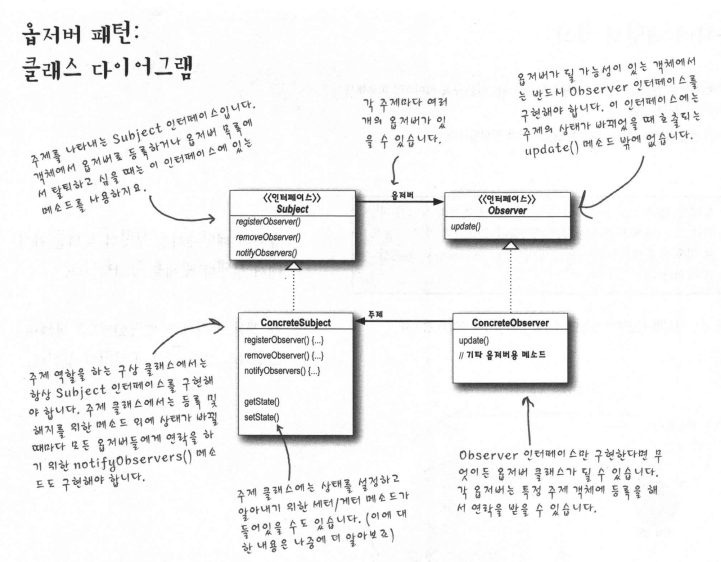 옵저버 패턴:
클래스 다이어그램
주제를 나타내는 Subject 인터페이스입니다.
객체에서 옵저버로 등록하거나 옵저버 목록에
서 탈퇴하고 싶을 때는 이 인터페이스에 있는
메소드를 사용하지요.
각 주제마다 여러
개의 옵저버가 있
을 수 있습니다.
옵저버가 될 가능성이 있는 객체에서
는 반드시 Observer 인터페이스를
구현해야 합니다. 이 인터페이스에는
주제의 상태가 바뀌었을 때 호출되는
update() 메소드 밖에 없습니다.
<<인터페이스>>
Subject
registerObserver()
removeObserver()
notifyObservers()
옵저버
<<인터페이스>>
Observer
update()
ConcreteSubject
registerObserver() {...}
removeObserver() {...}
notifyObservers() {...}
getState()
setState()
주제
ConcreteObserver
update()
// 기타 옵저버용 메소드
주제 역할을 하는 구상 클래스에서는
항상 Subject 인터페이스를 구현해
야 합니다. 주제 클래스에서는 등록 및
해지를 위한 메소드 외에 상태가 바뀔
때마다 모든 옵저버들에게 연락을 하
기 위한 notifyObservers() 메소
드도 구현해야 합니다.
주제 클래스에는 상태를 설정하고
알아내기 위한 세터/게터 메소드가
들어있을 수도 있습니다. (이에 대
한 내용은 나중에 더 알아보죠)
Observer 인터페이스만 구현한다면 무
엇이든 옵저버 클래스가 될 수 있습니다.
각 옵저버는 특정 주제 객체에 등록을 해
서 연락을 받을 수 있습니다.